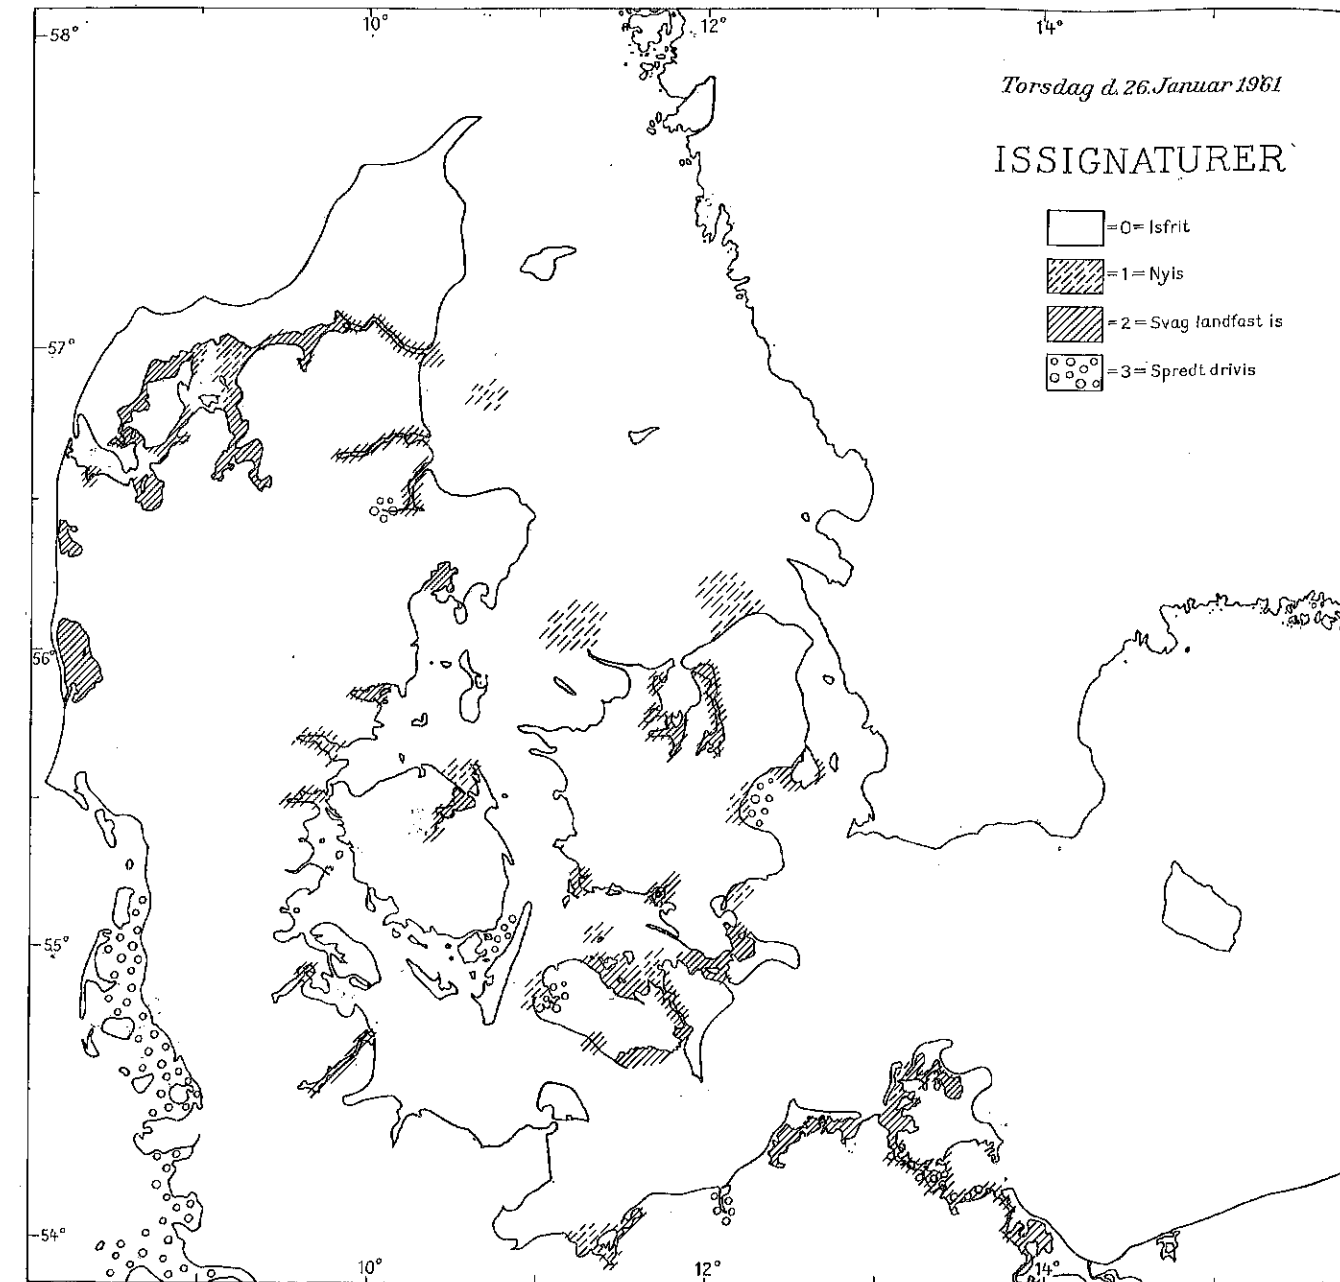 10°
12°
14°
58°
Torsdag d. 26. Januar 1961
ISSIGNATURER
=0= Isfrit
=1= Nyis
=2= Svag landfast is
=3= Spredt drivis
57°
56°
55°
54°
10°
12°
14°